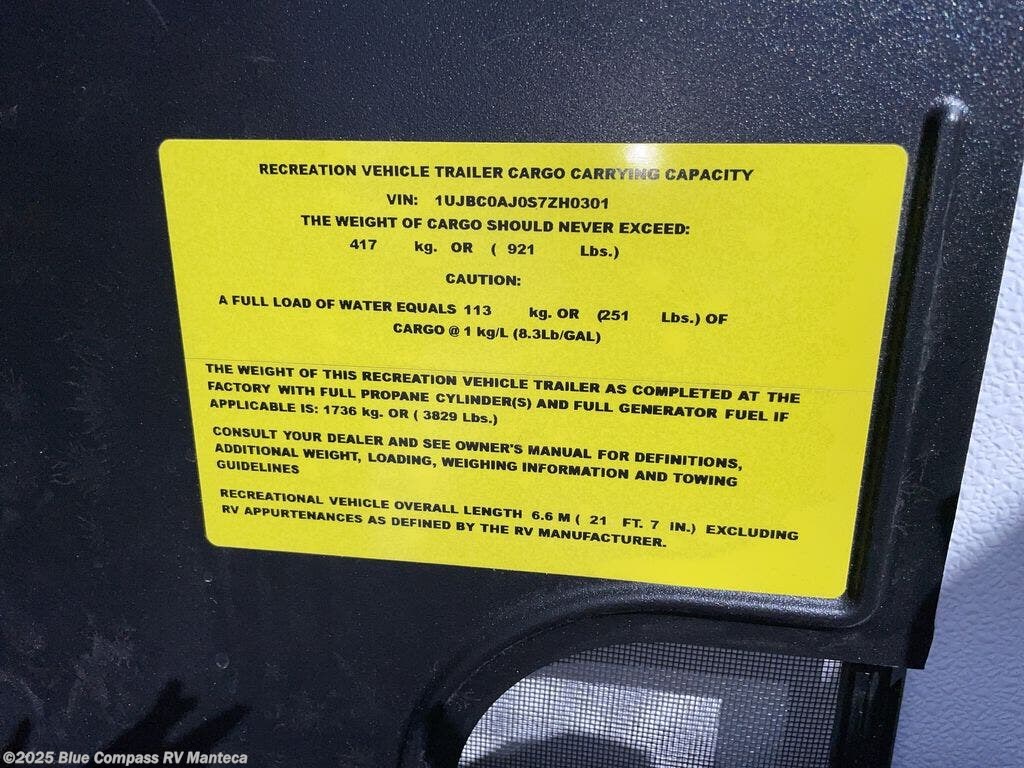 RECREATION VEHICLE TRAILER CARGO CARRYING CAPACITY
VIN: 1UJBC0AJ0S7ZH0301
THE WEIGHT OF CARGO SHOULD NEVER EXCEED:
417 kg. OR ( 921 Lbs.)
CAUTION:
A FULL LOAD OF WATER EQUALS 113 kg. OR (251 Lbs.) OF
CARGO @ 1 kg/L (8.3Lb/GAL)
THE WEIGHT OF THIS RECREATION VEHICLE TRAILER AS COMPLETED AT THE
FACTORY WITH FULL PROPANE CYLINDER(S) AND FULL GENERATOR FUEL IF
APPLICABLE IS: 1736 kg. OR ( 3829 Lbs.)
CONSULT YOUR DEALER AND SEE OWNER'S MANUAL FOR DEFINITIONS,
ADDITIONAL WEIGHT, LOADING, WEIGHING INFORMATION AND TOWING
GUIDELINES
RECREATIONAL VEHICLE OVERALL LENGTH 6.6 M ( 21 FT. 7 IN.) EXCLUDING
RV APPURTENANCES AS DEFINED BY THE RV MANUFACTURER.
©2025 Blue Compass RV Manteca